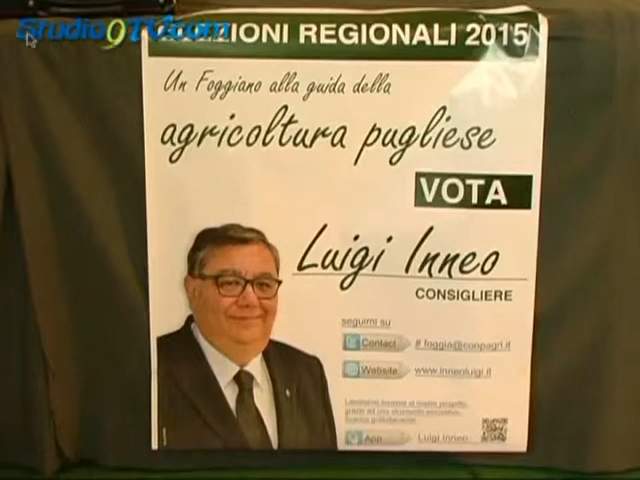 Studio9TV.com
ELEZIONI REGIONALI 2015
Un Foggiano alla guida della
agricoltura pugliese
VOTA
Luigi Inneo
CONSIGLIERE
seguimi su
Contact foggia@coopagri.it
Website www.inneoluigi.it
App Luigi Inneo